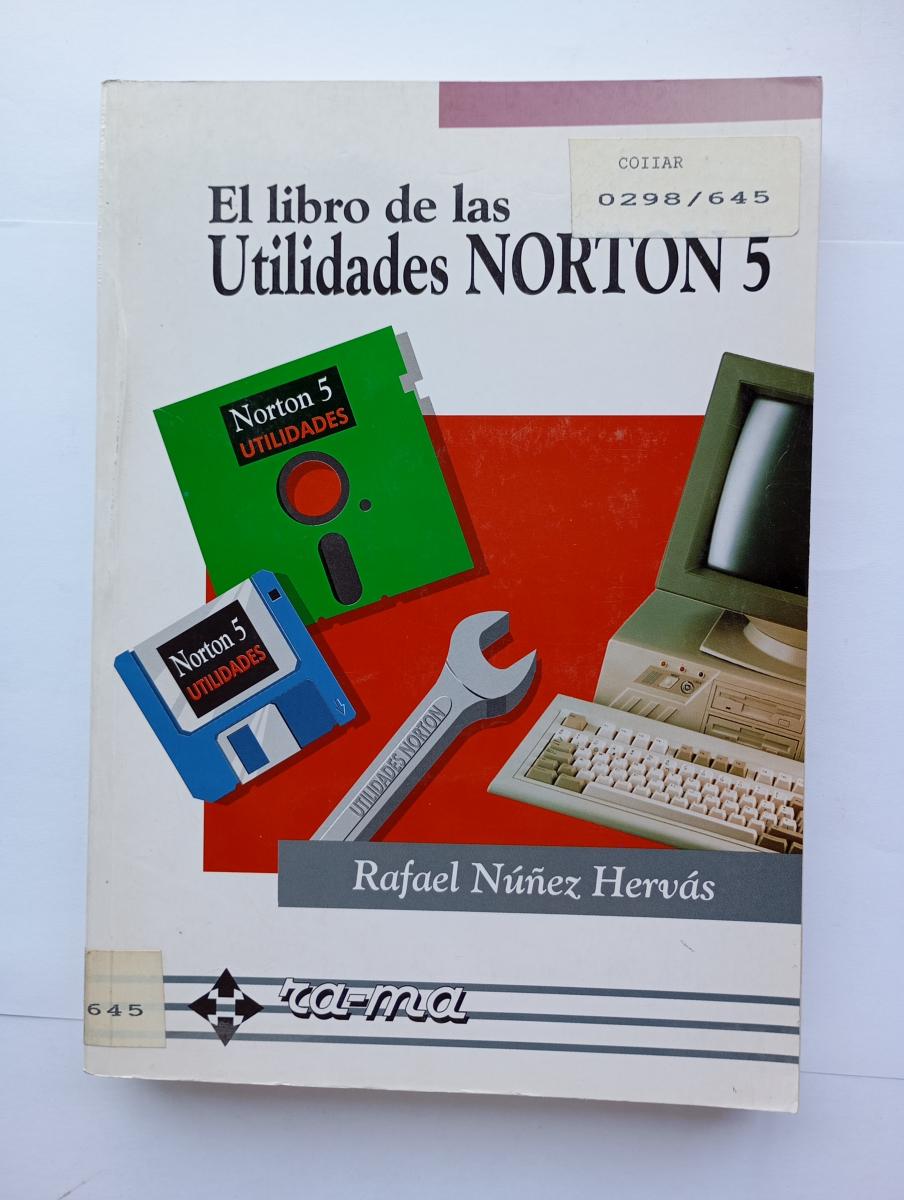 COIIAR
0298/645
El libro de las
Utilidades NORTON 5
Norton 5
UTILIDADES
Norton 5
UTILIDADES
UTILIDADES NORTON
Rafael Núñez Hervás
645
ra-ma